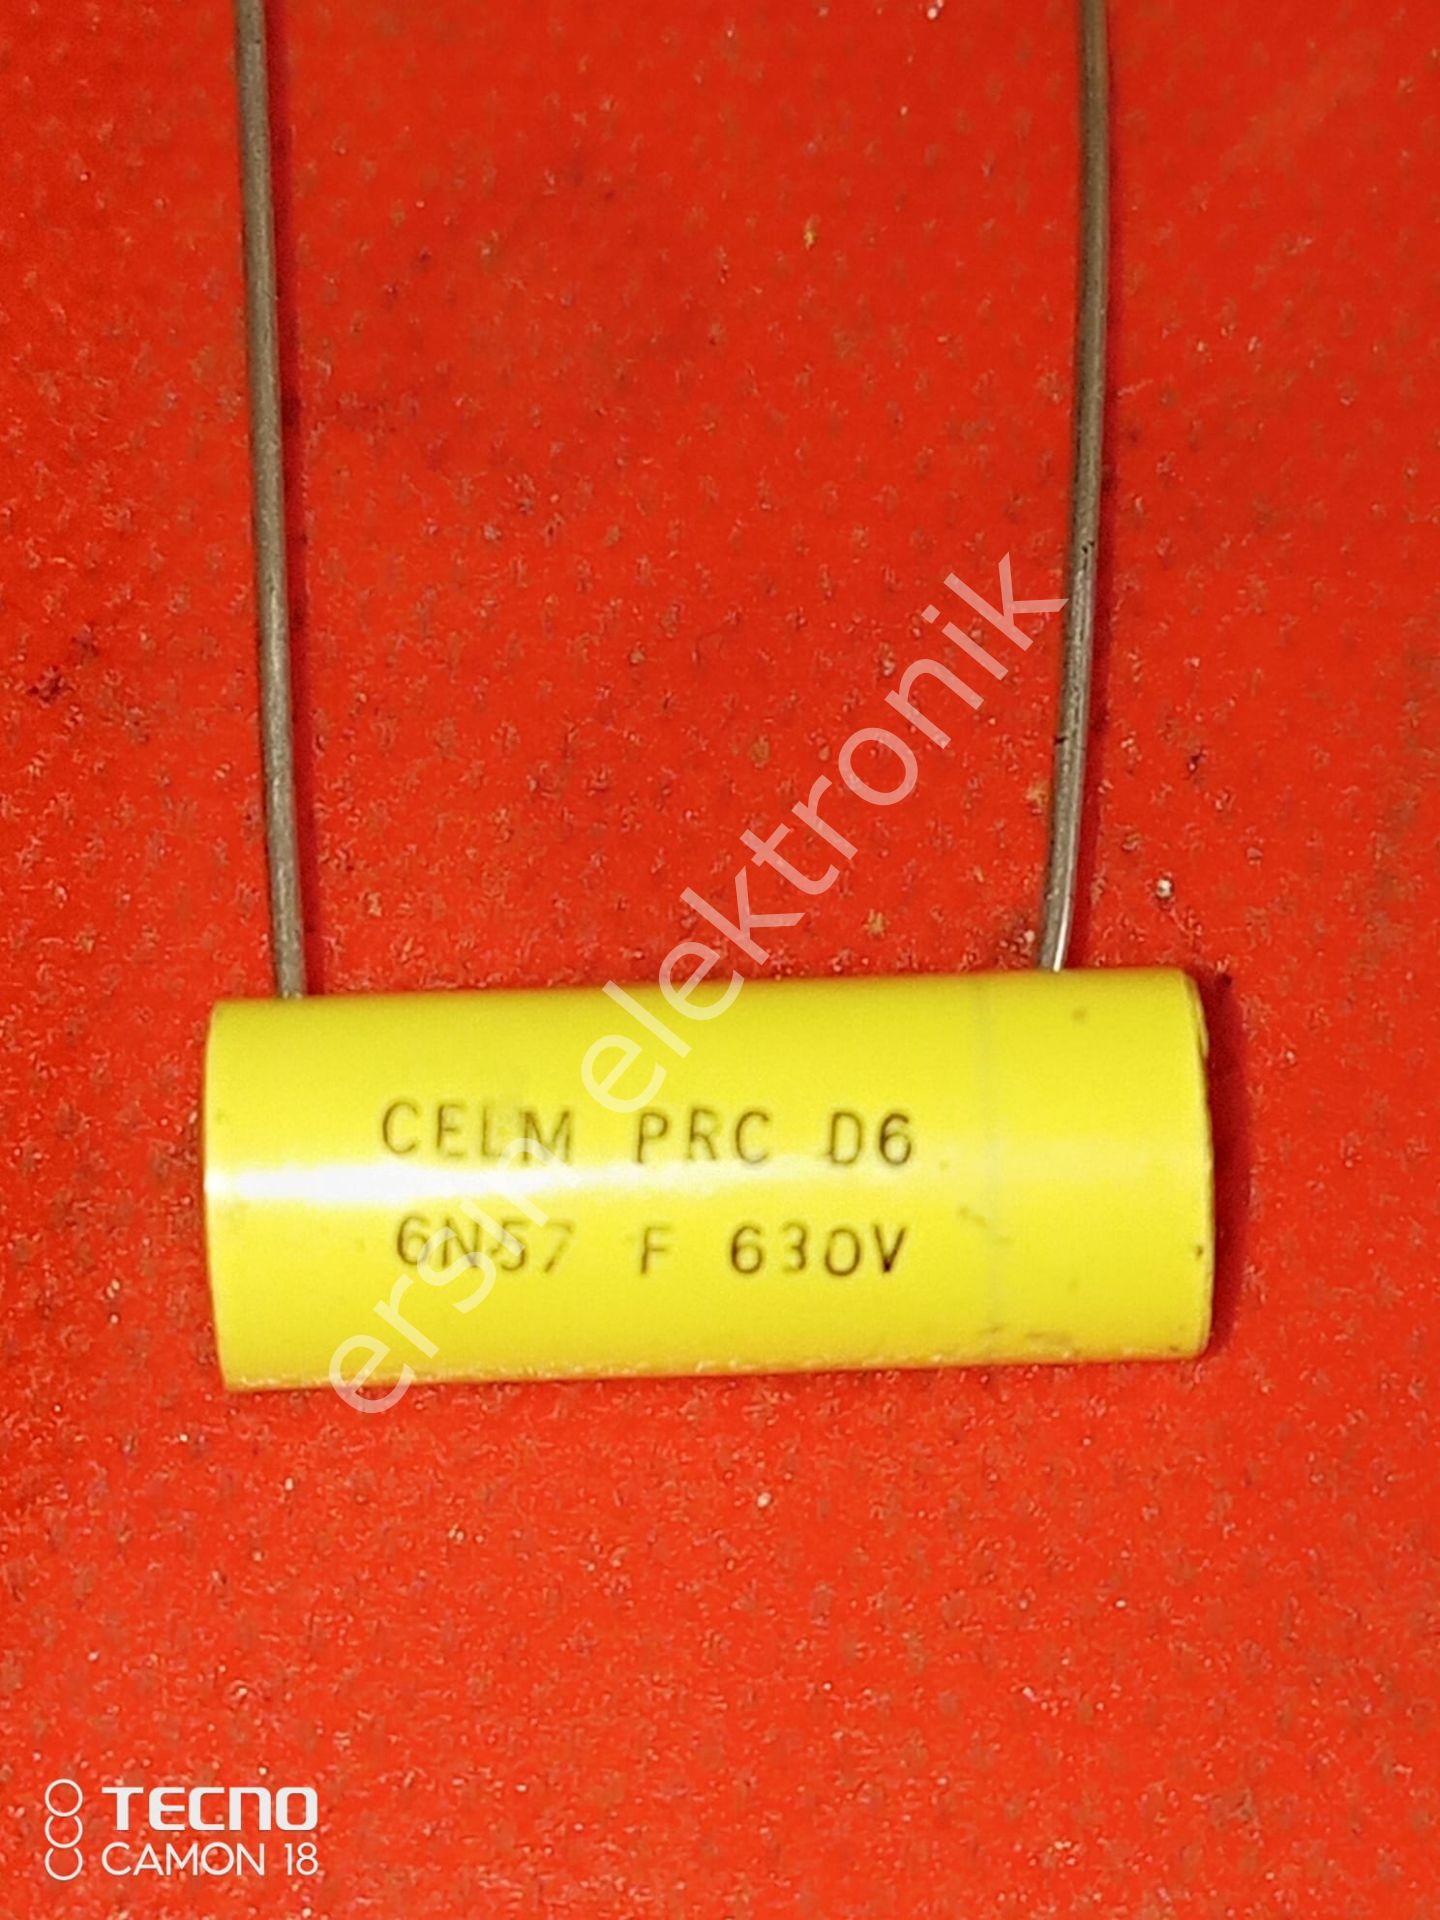 ersin elektronik
CELM PRC D6
6N57 F 630V
TECNO
CAMON 18